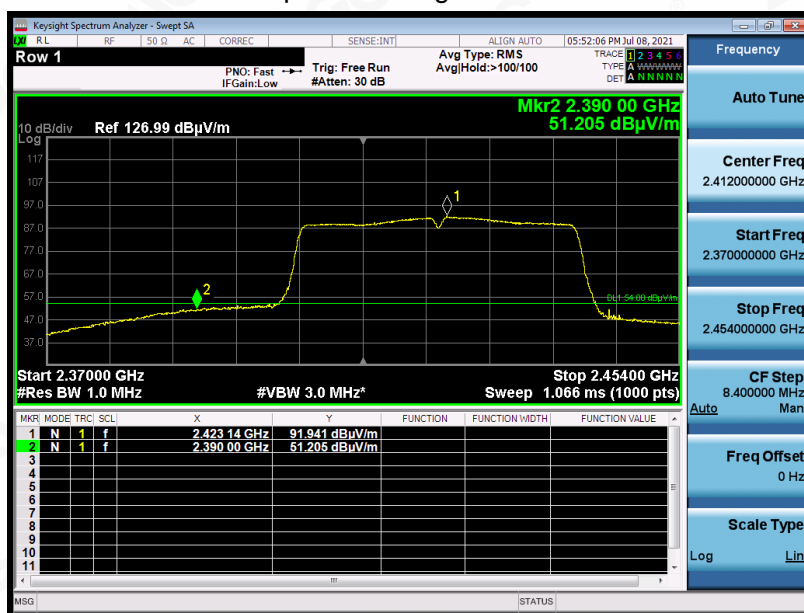 Keysight Spectrum Analyzer - Swept SA
LXI RL RF 50 Ω AC CORREC SENSE:INT ALIGN AUTO 05:52:06 PM Jul 08, 2021
Row 1
PNO: Fast
IFGain:Low
Trig: Free Run
#Atten: 30 dB
Avg Type: RMS
Avg|Hold:>100/100
TRACE 1 2 3 4 5 6
TYPE A WWWWW
DET A N N N N N
Mkr2 2.390 00 GHz
51.205 dBµV/m
10 dB/div Ref 126.99 dBµV/m
Log
117
107
97.0
87.0
77.0
67.0
57.0
47.0
37.0
1
2
DL1 54.00 dBµV/m
Start 2.37000 GHz Stop 2.45400 GHz
#Res BW 1.0 MHz #VBW 3.0 MHz* Sweep 1.066 ms (1000 pts)
MKR MODE TRC SCL X Y FUNCTION FUNCTION WIDTH FUNCTION VALUE
1 N 1 f 2.423 14 GHz 91.941 dBµV/m
2 N 1 f 2.390 00 GHz 51.205 dBµV/m
3
4
5
6
7
8
9
10
11
MSG STATUS
Frequency
Auto Tune
Center Freq
2.412000000 GHz
Start Freq
2.370000000 GHz
Stop Freq
2.454000000 GHz
CF Step
8.400000 MHz
Auto Man
Freq Offset
0 Hz
Scale Type
Log Lin